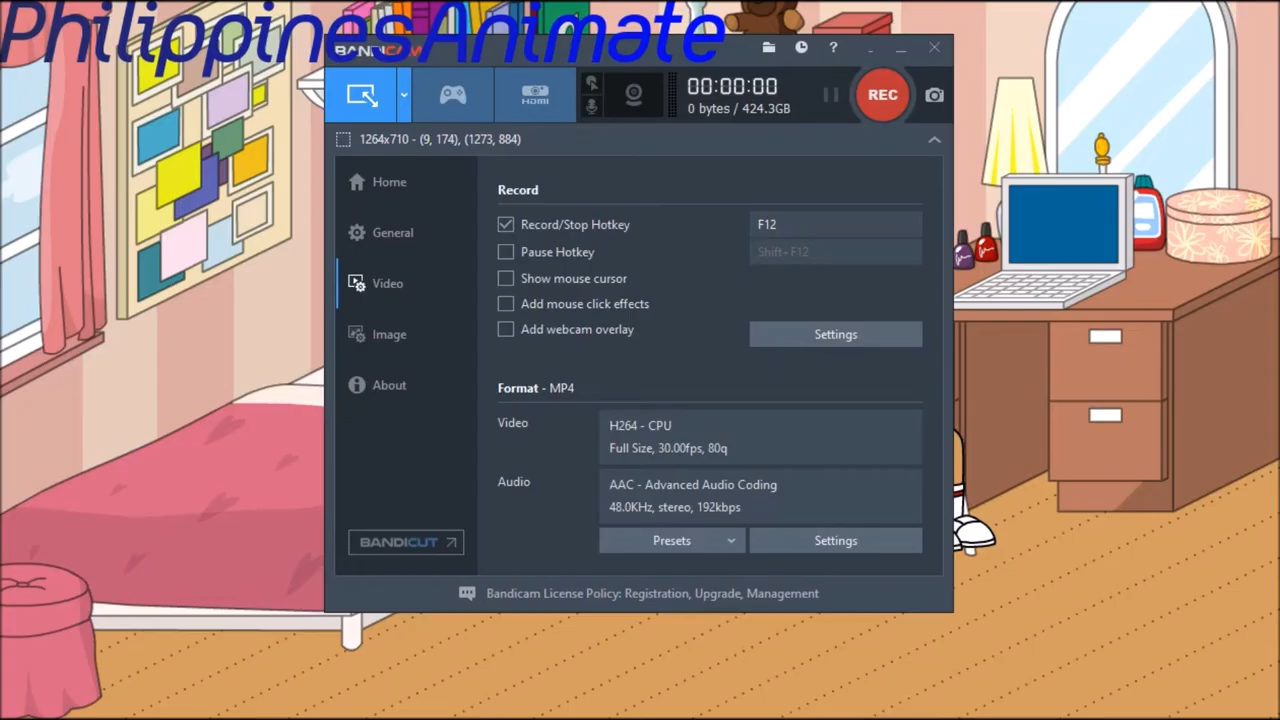 PhilippinesAnimate
BANDICAM
?
HDMI
00:00:00
0 bytes / 424.3GB
REC
1264x710 - (9, 174), (1273, 884)
Home
General
Video
Image
About
BANDICUT
Record
Record/Stop Hotkey
F12
Pause Hotkey
Shift+F12
Show mouse cursor
Add mouse click effects
Add webcam overlay
Settings
Format - MP4
Video
H264 - CPU
Full Size, 30.00fps, 80q
Audio
AAC - Advanced Audio Coding
48.0KHz, stereo, 192kbps
Presets
Settings
Bandicam License Policy: Registration, Upgrade, Management